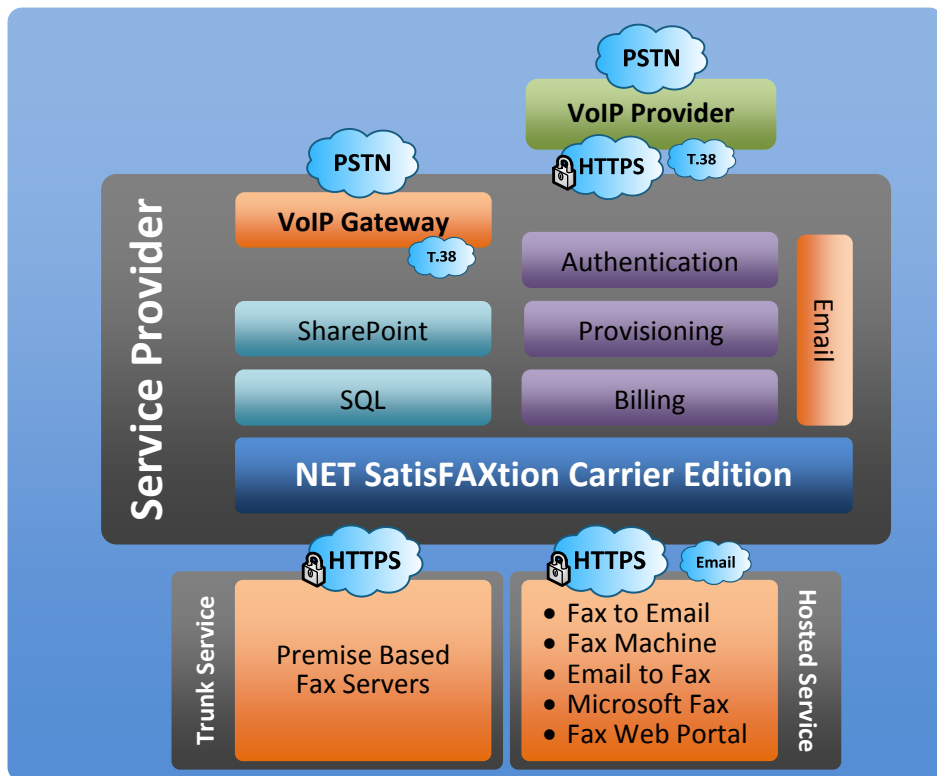 PSTN
VoIP Provider
HTTPS
T.38
PSTN
VoIP Gateway
T.38
Service Provider
Authentication
SharePoint
Provisioning
SQL
Billing
Email
NET SatisFAXtion Carrier Edition
HTTPS
Trunk Service
Premise Based
Fax Servers
HTTPS
Email
• Fax to Email
• Fax Machine
• Email to Fax
• Microsoft Fax
• Fax Web Portal
Hosted Service